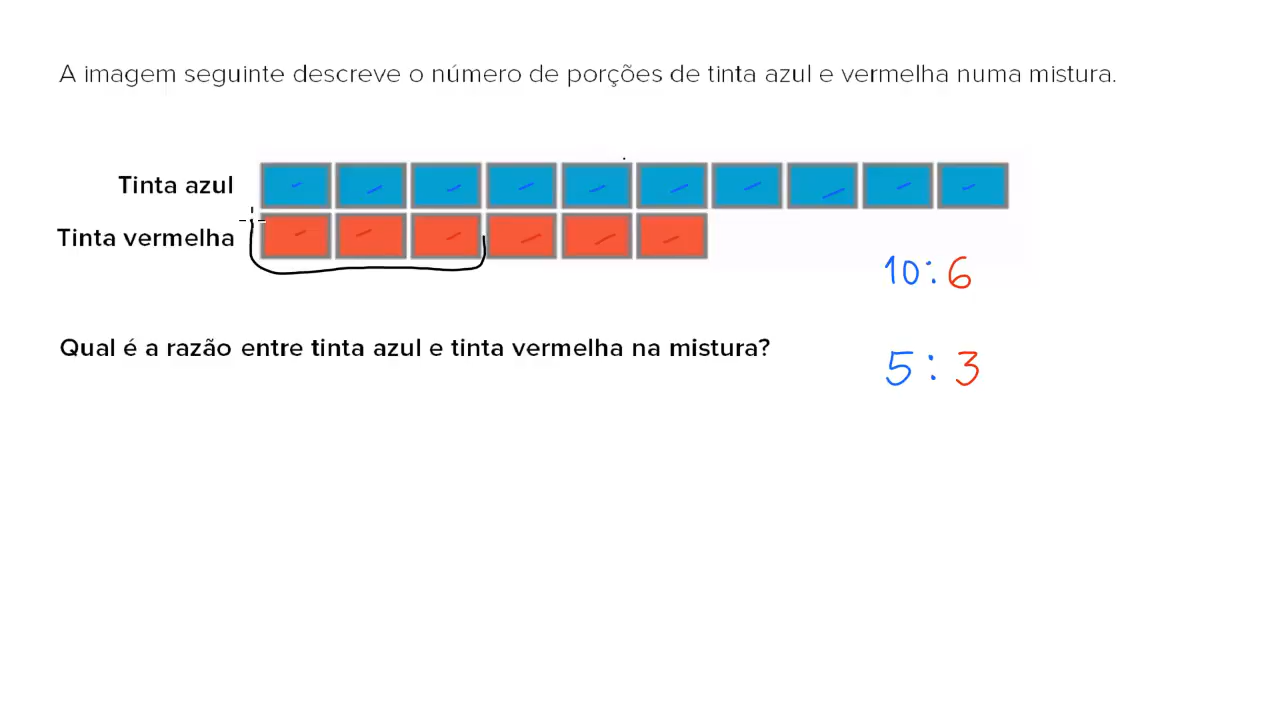 A imagem seguinte descreve o número de porções de tinta azul e vermelha numa mistura.
Tinta azul
Tinta vermelha
10:6
Qual é a razão entre tinta azul e tinta vermelha na mistura?
5:3